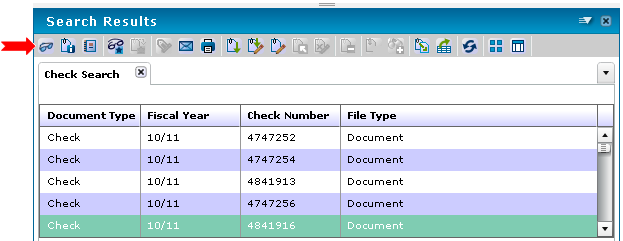 Search Results
Check Search
Document Type Fiscal Year Check Number File Type
Check 10/11 4747252 Document
Check 10/11 4747254 Document
Check 10/11 4841913 Document
Check 10/11 4747256 Document
Check 10/11 4841916 Document